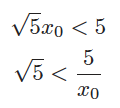 √5x₀ < 5
√5 < 5/x₀